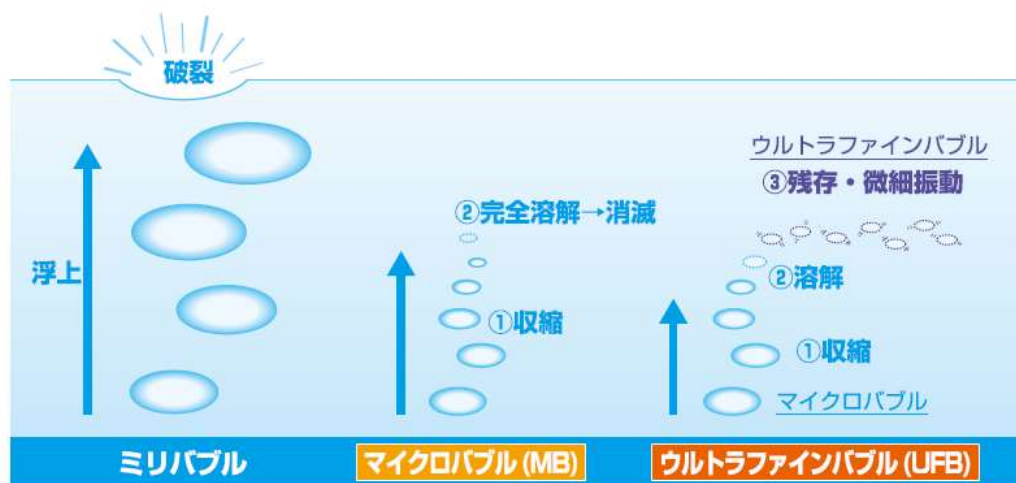 破裂
浮上
ミリバブル
②完全溶解→消滅
①収縮
マイクロバブル(MB)
ウルトラファインバブル
③残存・微細振動
②溶解
①収縮
マイクロバブル
ウルトラファインバブル(UFB)